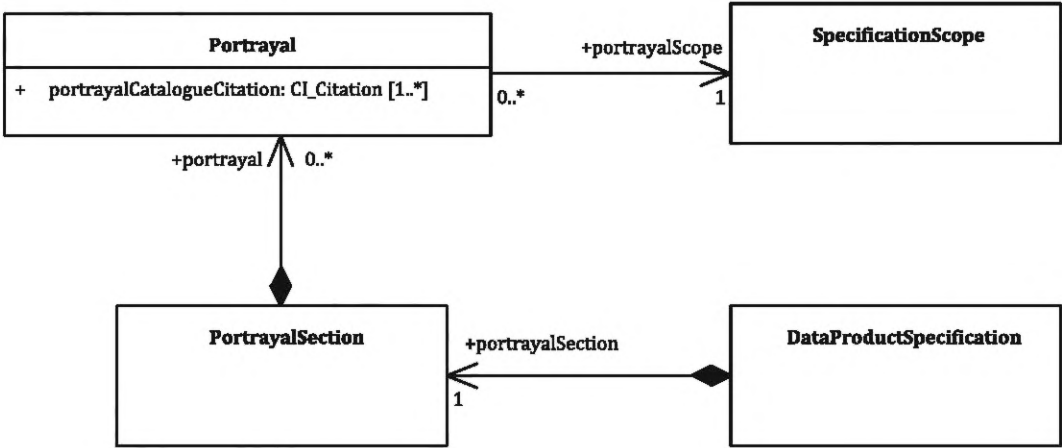 Portrayal
+ portrayalCatalogueCitation: CI_Citation [1..*]
+portrayalScope
0..*
1
SpecificationScope
+portrayal
0..*
PortrayalSection
+portrayalSection
1
DataProductSpecification